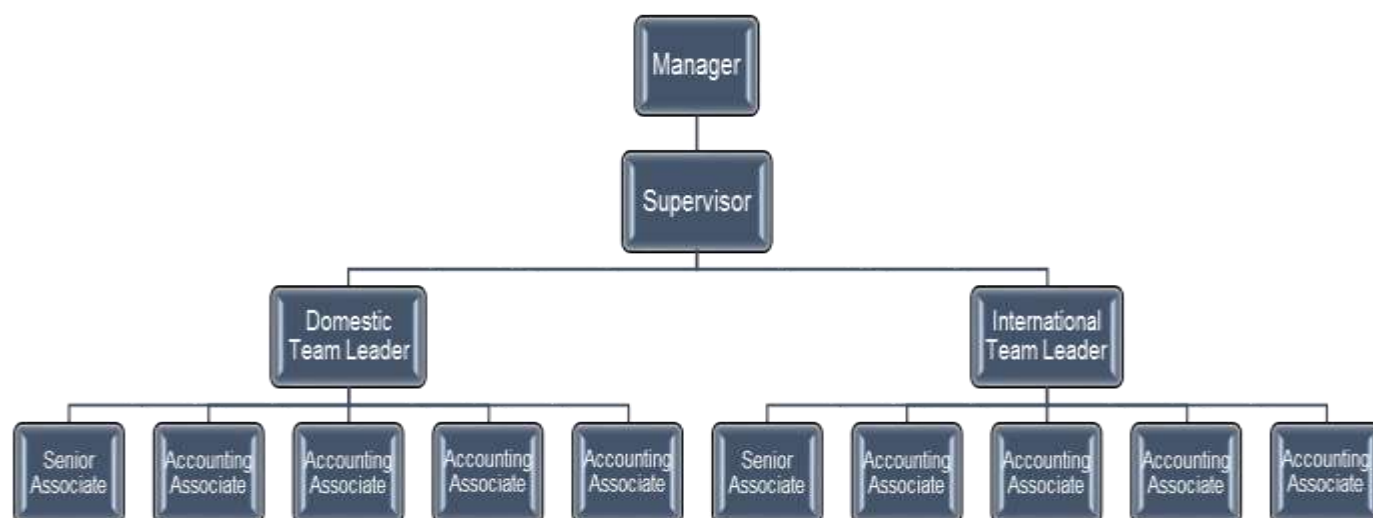 Manager
Supervisor
Domestic
Team Leader
International
Team Leader
Senior
Associate
Accounting
Associate
Accounting
Associate
Accounting
Associate
Accounting
Associate
Senior
Associate
Accounting
Associate
Accounting
Associate
Accounting
Associate
Accounting
Associate